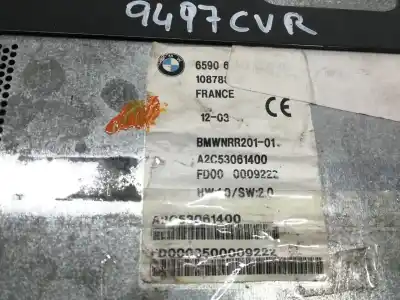 9497CVR
BMW
6590 6
10878
FRANCE
12-03
CE
BMWNRR201-01
A2C53061400
FD00 0009222
HW:1.0/SW:2.0
A2C53061400
FD0000500009222